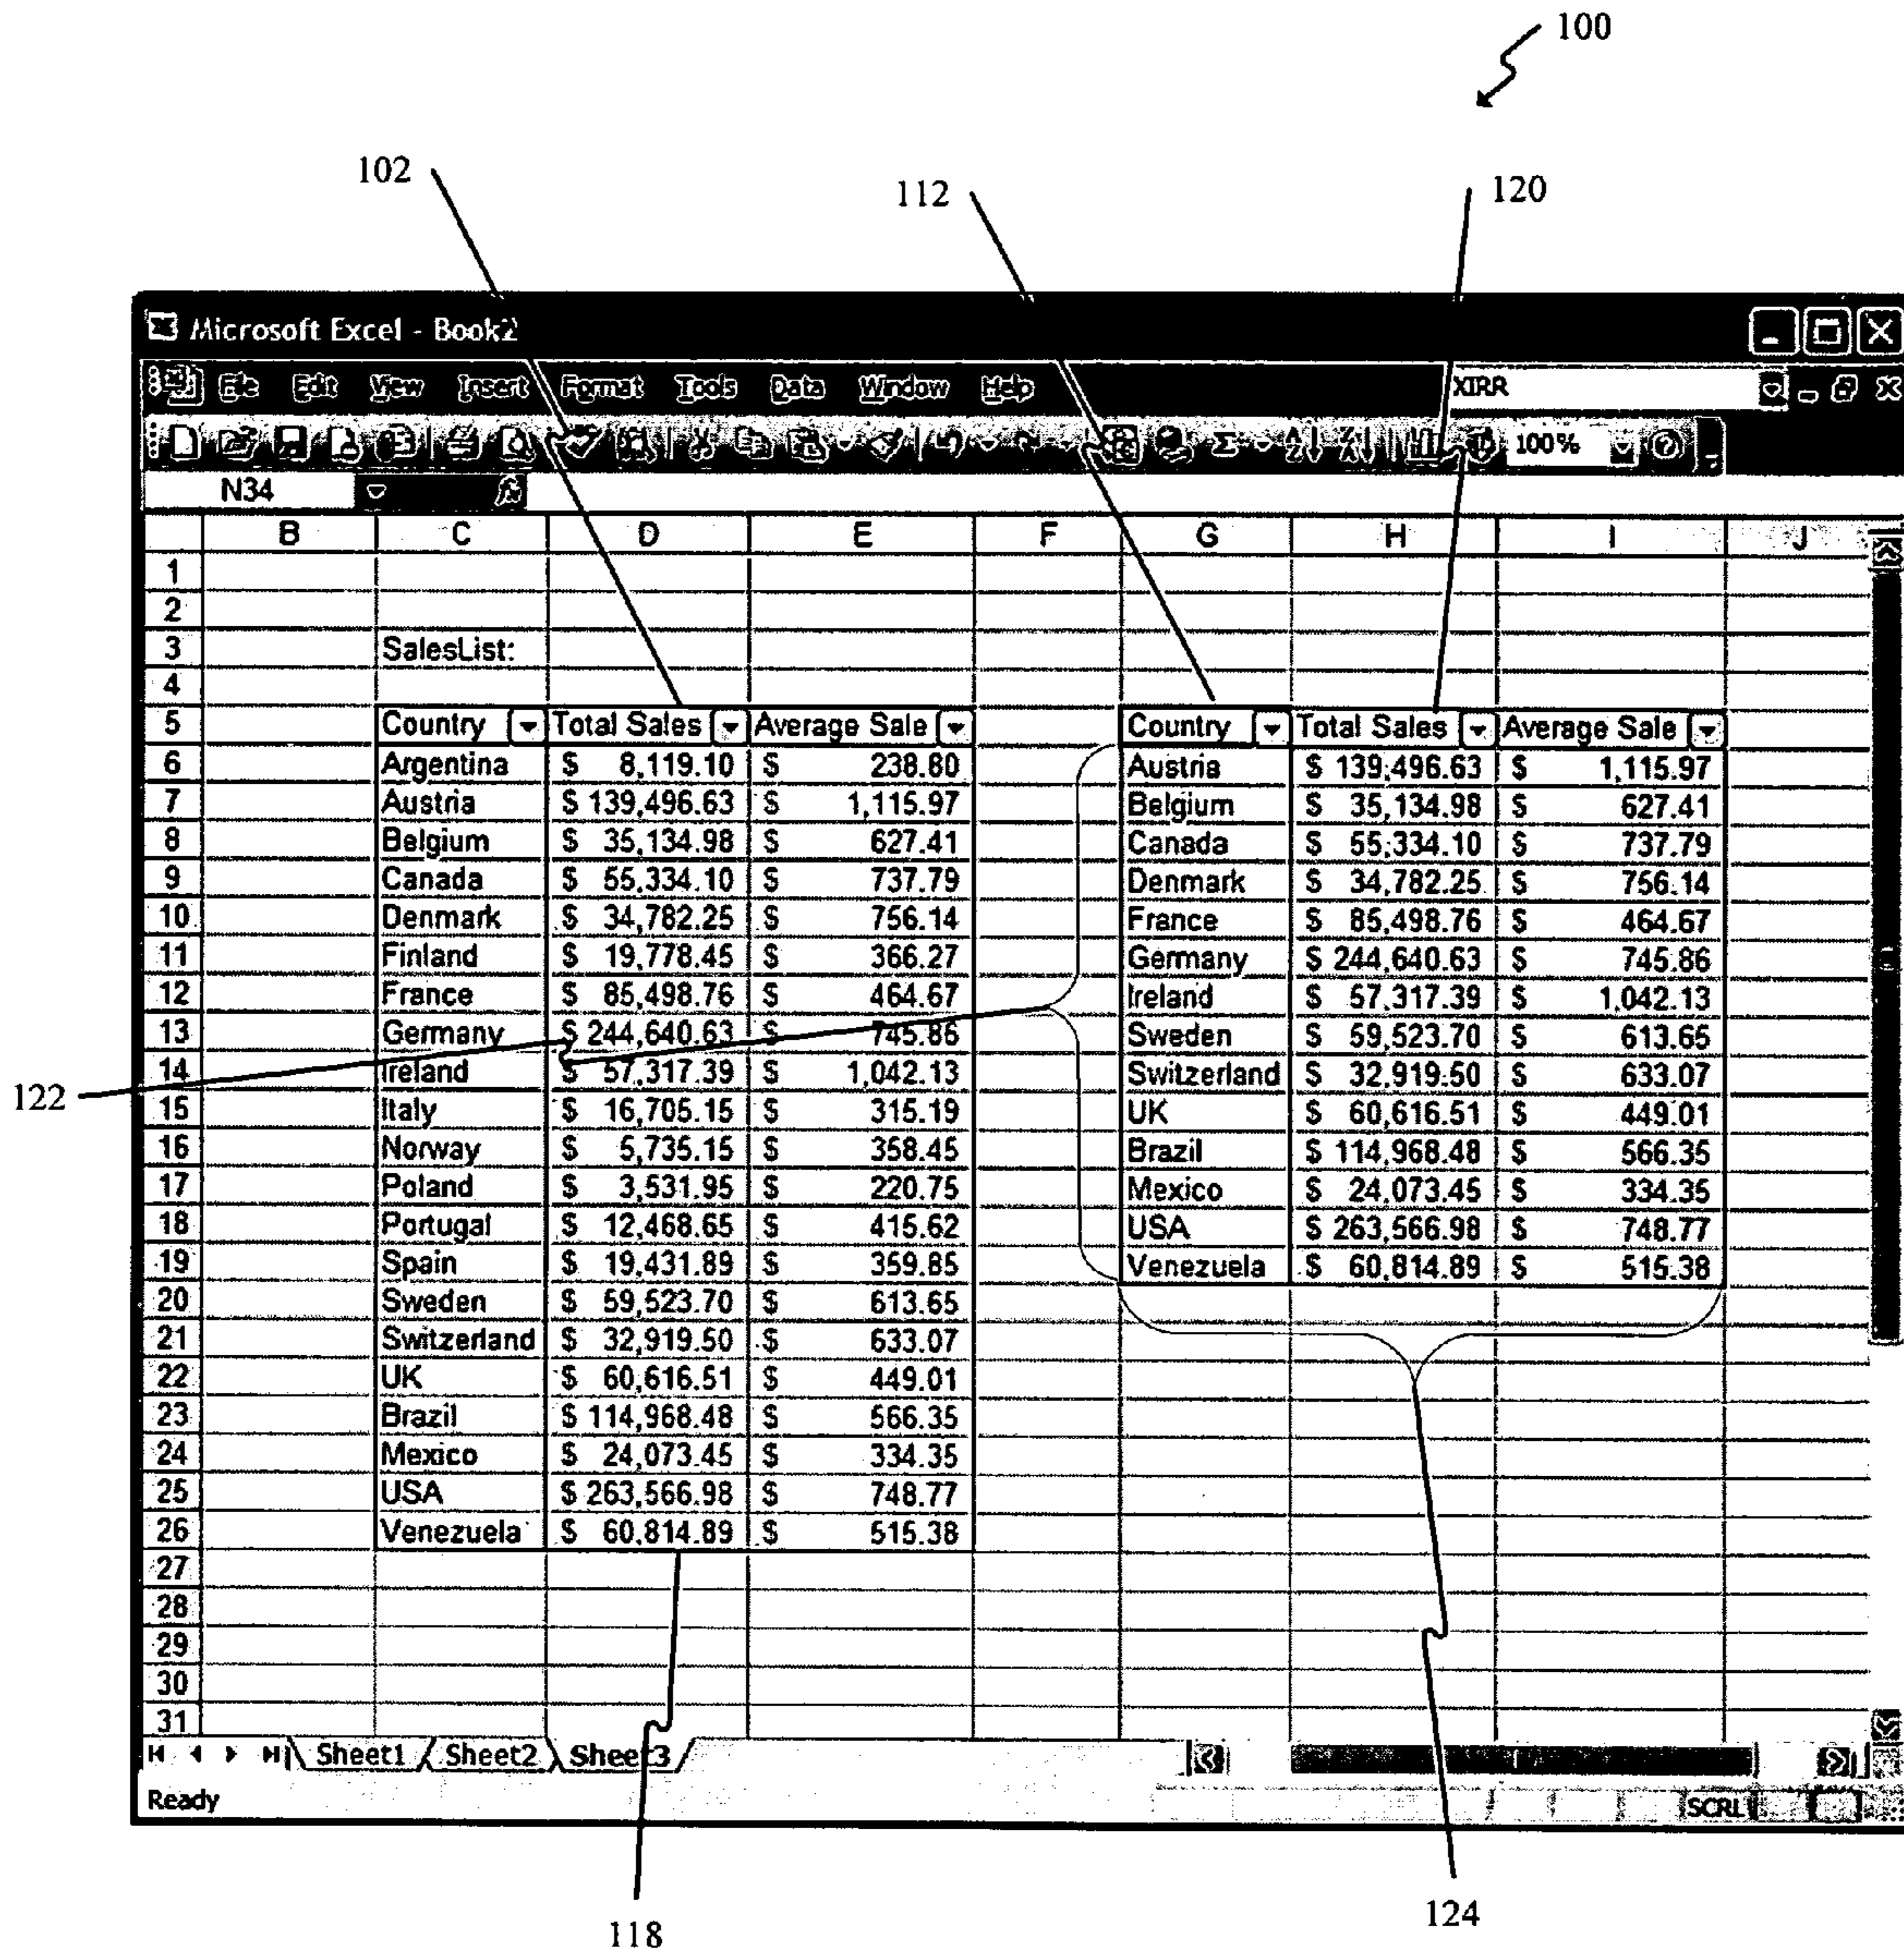 100
102 112 120
Microsoft Excel - Book2
File Edit View Insert Format Tools Data Window Help XIRR
100%
N34 fx
B C D E F G H I J
1
2
3 SalesList:
4
5 Country Total Sales Average Sale Country Total Sales Average Sale
6 Argentina $ 8,119.10 $ 238.80 Austria $ 139,496.63 $ 1,115.97
7 Austria $ 139,496.63 $ 1,115.97 Belgium $ 35,134.98 $ 627.41
8 Belgium $ 35,134.98 $ 627.41 Canada $ 55,334.10 $ 737.79
9 Canada $ 55,334.10 $ 737.79 Denmark $ 34,782.25 $ 756.14
10 Denmark $ 34,782.25 $ 756.14 France $ 85,498.76 $ 464.67
11 Finland $ 19,778.45 $ 366.27 Germany $ 244,640.63 $ 745.86
12 France $ 85,498.76 $ 464.67 Ireland $ 57,317.39 $ 1,042.13
13 Germany $ 244,640.63 $ 745.86 Sweden $ 59,523.70 $ 613.65
14 Ireland $ 57,317.39 $ 1,042.13 Switzerland $ 32,919.50 $ 633.07
122
15 Italy $ 16,705.15 $ 315.19 UK $ 60,616.51 $ 449.01
16 Norway $ 5,735.15 $ 358.45 Brazil $ 114,968.48 $ 566.35
17 Poland $ 3,531.95 $ 220.75 Mexico $ 24,073.45 $ 334.35
18 Portugal $ 12,468.65 $ 415.62 USA $ 263,566.98 $ 748.77
19 Spain $ 19,431.89 $ 359.85 Venezuela $ 60,814.89 $ 515.38
20 Sweden $ 59,523.70 $ 613.65
21 Switzerland $ 32,919.50 $ 633.07
22 UK $ 60,616.51 $ 449.01
23 Brazil $ 114,968.48 $ 566.35
24 Mexico $ 24,073.45 $ 334.35
25 USA $ 263,566.98 $ 748.77
26 Venezuela $ 60,814.89 $ 515.38
27
28
29
30
31
Sheet1 Sheet2 Sheet3
Ready SCRL
118 124